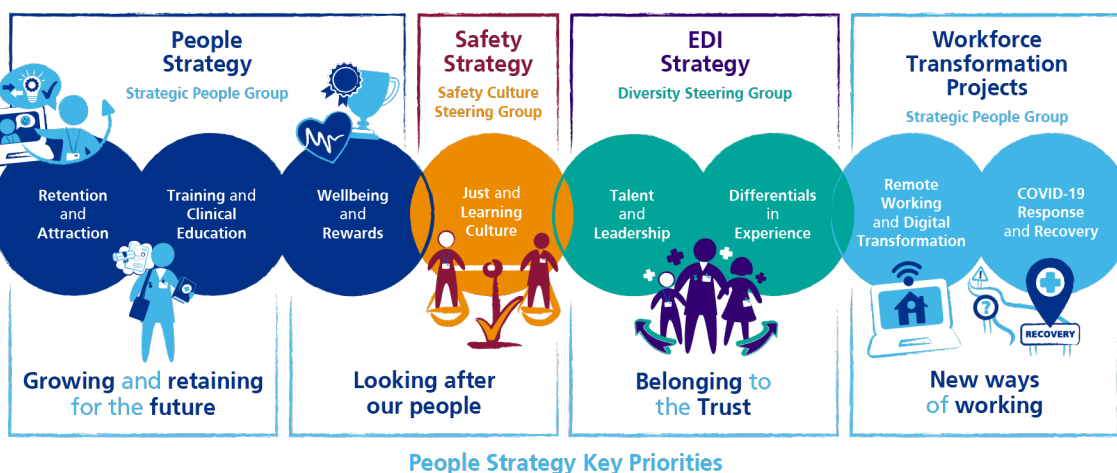 People
Strategy
Strategic People Group
Safety
Strategy
Safety Culture
Steering Group
EDI
Strategy
Diversity Steering Group
Workforce
Transformation
Projects
Strategic People Group
Retention
and
Attraction
Training and
Clinical
Education
Wellbeing
and
Rewards
Just and
Learning
Culture
Talent
and
Leadership
Differentials
in
Experience
Remote
Working
and Digital
Transformation
COVID-19
Response
and Recovery
!
?
RECOVERY
Growing and retaining
for the future
Looking after
our people
Belonging to
the Trust
New ways
of working
People Strategy Key Priorities